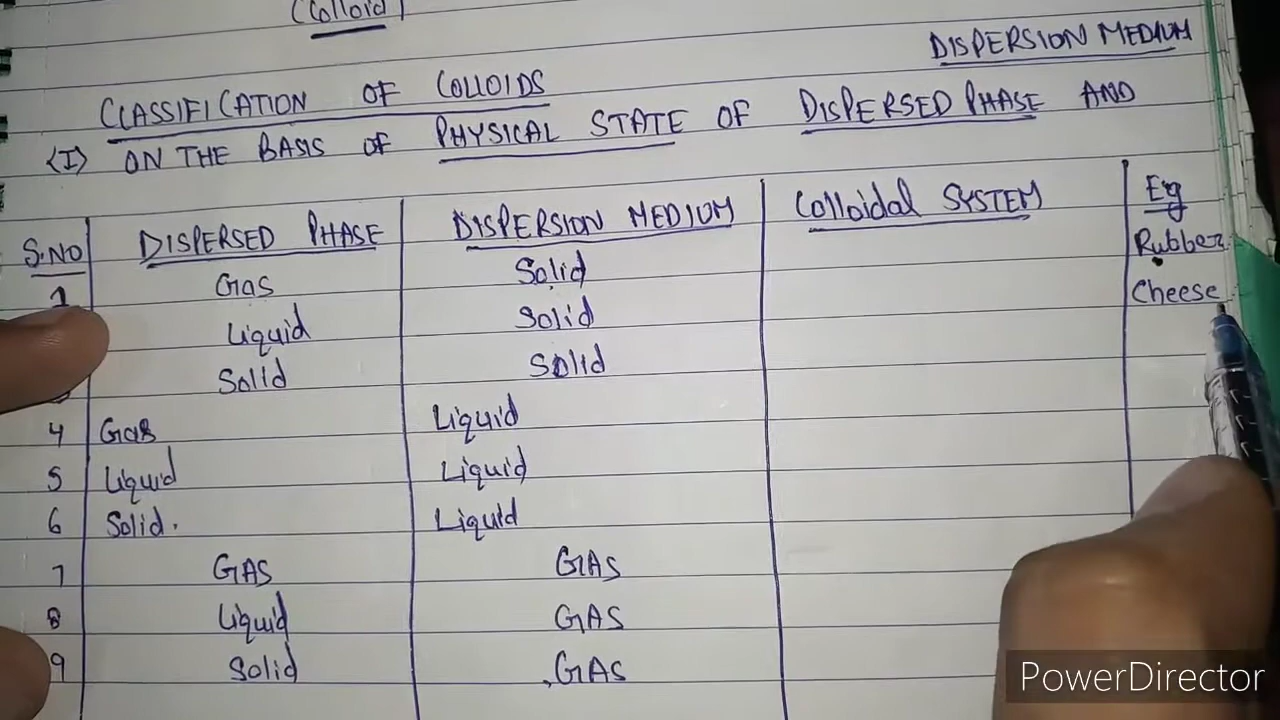 (Colloid)
DISPERSION MEDIUM
CLASSIFICATION OF COLLOIDS
(I) ON THE BASIS OF PHYSICAL STATE OF DISPERSED PHASE AND
S.NO DISPERSED PHASE DISPERSION MEDIUM Colloidal SYSTEM Eg
1 Gas Solid Rubber
Liquid Solid Cheese
Solid Solid
4 Gas Liquid
5 Liquid Liquid
6 Solid. Liquid
7 GAS GAS
8 Liquid GAS
9 Solid GAS
PowerDirector